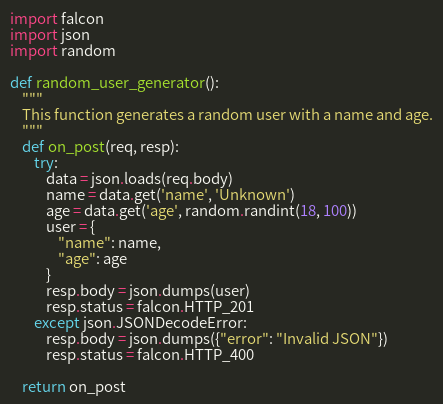 import falcon
import json
import random

def random_user_generator():
    """
    This function generates a random user with a name and age.
    """
    def on_post(req, resp):
        try:
            data = json.loads(req.body)
            name = data.get('name', 'Unknown')
            age = data.get('age', random.randint(18, 100))
            user = {
                "name": name,
                "age": age
            }
            resp.body = json.dumps(user)
            resp.status = falcon.HTTP_201
        except json.JSONDecodeError:
            resp.body = json.dumps({"error": "Invalid JSON"})
            resp.status = falcon.HTTP_400

    return on_post